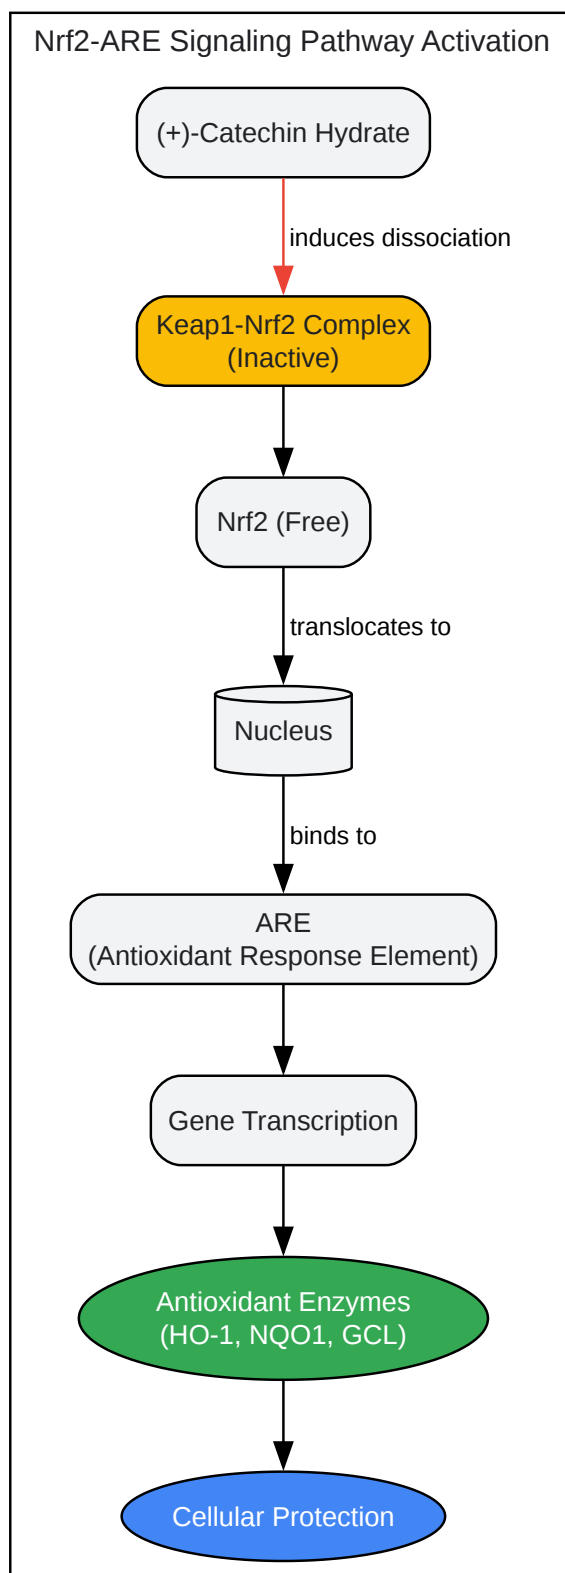 Nrf2-ARE Signaling Pathway Activation
(+)-Catechin Hydrate
induces dissociation
Keap1-Nrf2 Complex
(Inactive)
Nrf2 (Free)
translocates to
Nucleus
binds to
ARE
(Antioxidant Response Element)
Gene Transcription
Antioxidant Enzymes
(HO-1, NQO1, GCL)
Cellular Protection